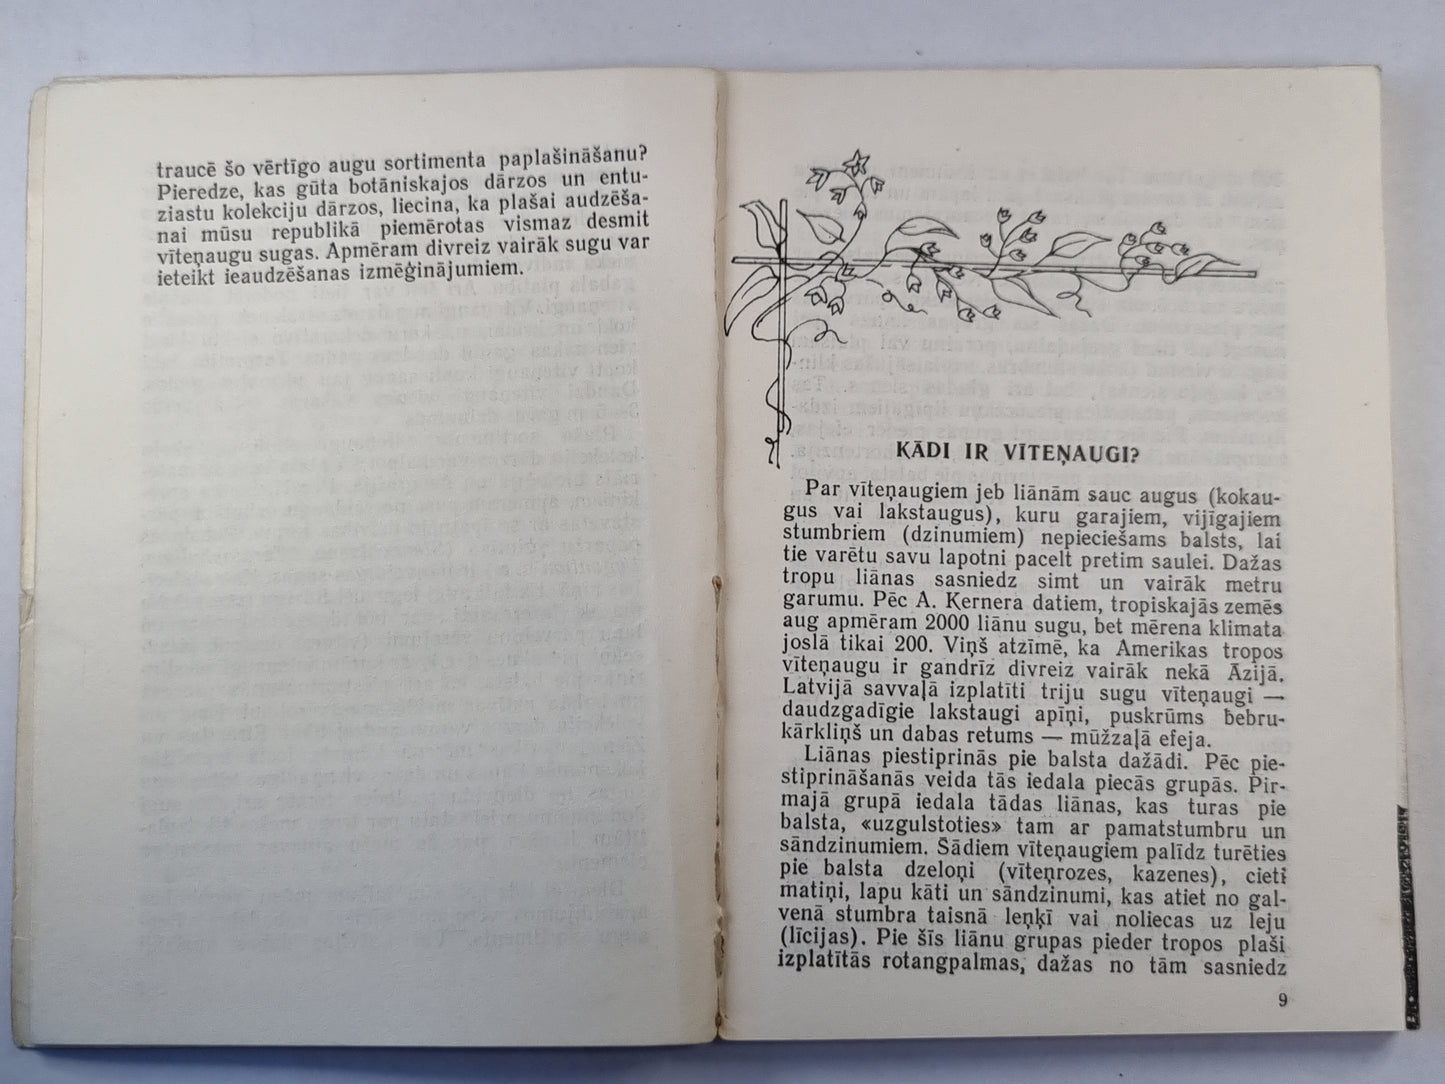 traucē šo vērtīgo augu sortimenta paplašināšanu?
Pieredze, kas gūta botāniskajos dārzos un entu-
ziastu kolekciju dārzos, liecina, ka plašai audzēša-
nai mūsu republikā piemērotas vismaz desmit
vīteņaugu sugas. Apmēram divreiz vairāk sugu var
ieteikt ieaudzēšanas izmēģinājumiem.
KĀDI IR VĪTEŅAUGI?
Par vīteņaugiem jeb liānām sauc augus (kokau-
gus vai lakstaugus), kuru garajiem, vijīgajiem
stumbriem (dzinumiem) nepieciešams balsts, lai
tie varētu savu lapotni pacelt pretim saulei. Dažas
tropu liānas sasniedz simt un vairāk metru
garumu. Pēc A. Kernera datiem, tropiskajās zemēs
aug apmēram 2000 liānu sugu, bet mērena klimata
joslā tikai 200. Viņš atzīmē, ka Amerikas tropos
vīteņaugu ir gandrīz divreiz vairāk nekā Āzijā.
Latvijā savvaļā izplatīti triju sugu vīteņaugi —
daudzgadīgie lakstaugi apīņi, puskrūms bebru-
kārkliņš un dabas retums — mūžzaļā efeja.
Liānas piestiprinās pie balsta dažādi. Pēc pie-
stiprināšanās veida tās iedala piecās grupās. Pir-
majā grupā iedala tādas liānas, kas turas pie
balsta, «uzgulstoties» tam ar pamatstumbru un
sāndzinumiem. Šādiem vīteņaugiem palīdz turēties
pie balsta dzeloņi (vīteņrozes, kazenes), cieti
matiņi, lapu kāti un sāndzinumi, kas atiet no gal-
venā stumbra taisnā leņķī vai noliecas uz leju
(līcijas). Pie šīs liānu grupas pieder tropos plaši
izplatītās rotangpalmas, dažas no tām sasniedz
9